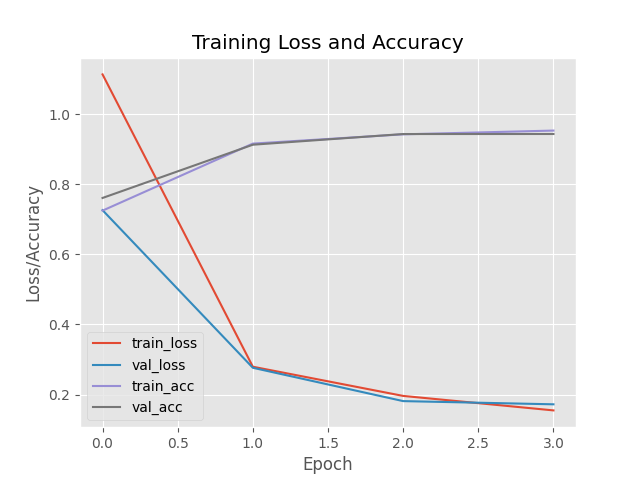 Training Loss and Accuracy
Loss/Accuracy
1.0
0.8
0.6
0.4
0.2
train_loss
val_loss
train_acc
val_acc
0.0 0.5 1.0 1.5 2.0 2.5 3.0
Epoch